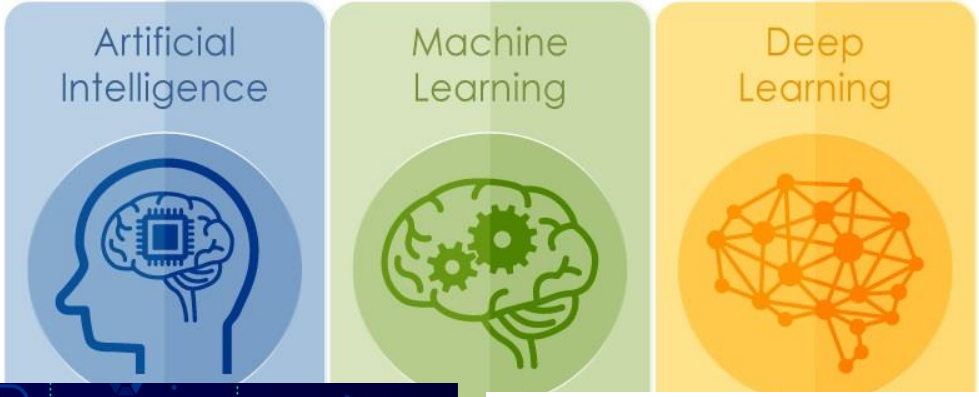 Artificial
Intelligence
Machine
Learning
Deep
Learning